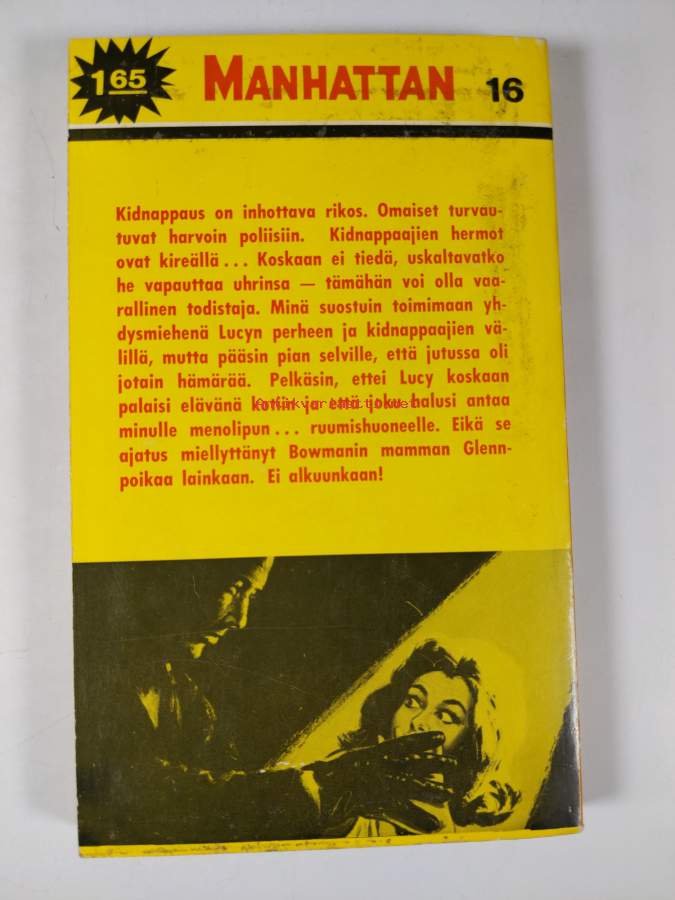 1 65
MANHATTAN
16
Kidnappaus on inhottava rikos. Omaiset turvau-
tuvat harvoin poliisiin. Kidnappaajien hermot
ovat kireällä... Koskaan ei tiedä, uskaltavatko
he vapauttaa uhrinsa — tämähän voi olla vaa-
rallinen todistaja. Minä suostuin toimimaan yh-
dysmiehenä Lucyn perheen ja kidnappaajien vä-
lillä, mutta pääsin pian selville, että jutussa oli
jotain hämärää. Pelkäsin, ettei Lucy koskaan
palaisi elävänä kotiin ja että joku halusi antaa
minulle menolipun... ruumishuoneelle. Eikä se
ajatus miellyttänyt Bowmanin mamman Glenn-
poikaa lainkaan. Ei alkuunkaan!